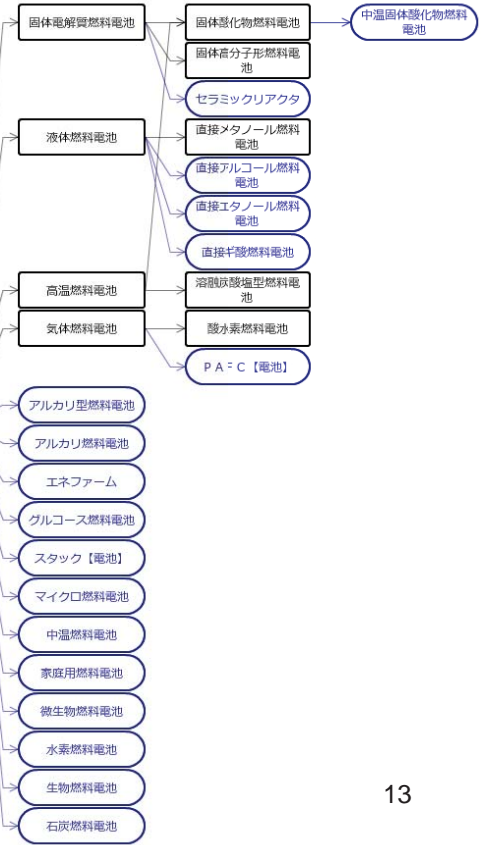 固体電解質燃料電池
固体酸化物燃料電池
中温固体酸化物燃料
電池
固体高分子形燃料電
池
セラミックリアクタ
液体燃料電池
直接メタノール燃料
電池
直接アルコール燃料
電池
直接エタノール燃料
電池
直接ギ酸燃料電池
高温燃料電池
溶融炭酸塩型燃料電
池
気体燃料電池
酸水素燃料電池
PAFC【電池】
アルカリ型燃料電池
アルカリ燃料電池
エネファーム
グルコース燃料電池
スタック【電池】
マイクロ燃料電池
中温燃料電池
家庭用燃料電池
微生物燃料電池
水素燃料電池
生物燃料電池
石炭燃料電池
13